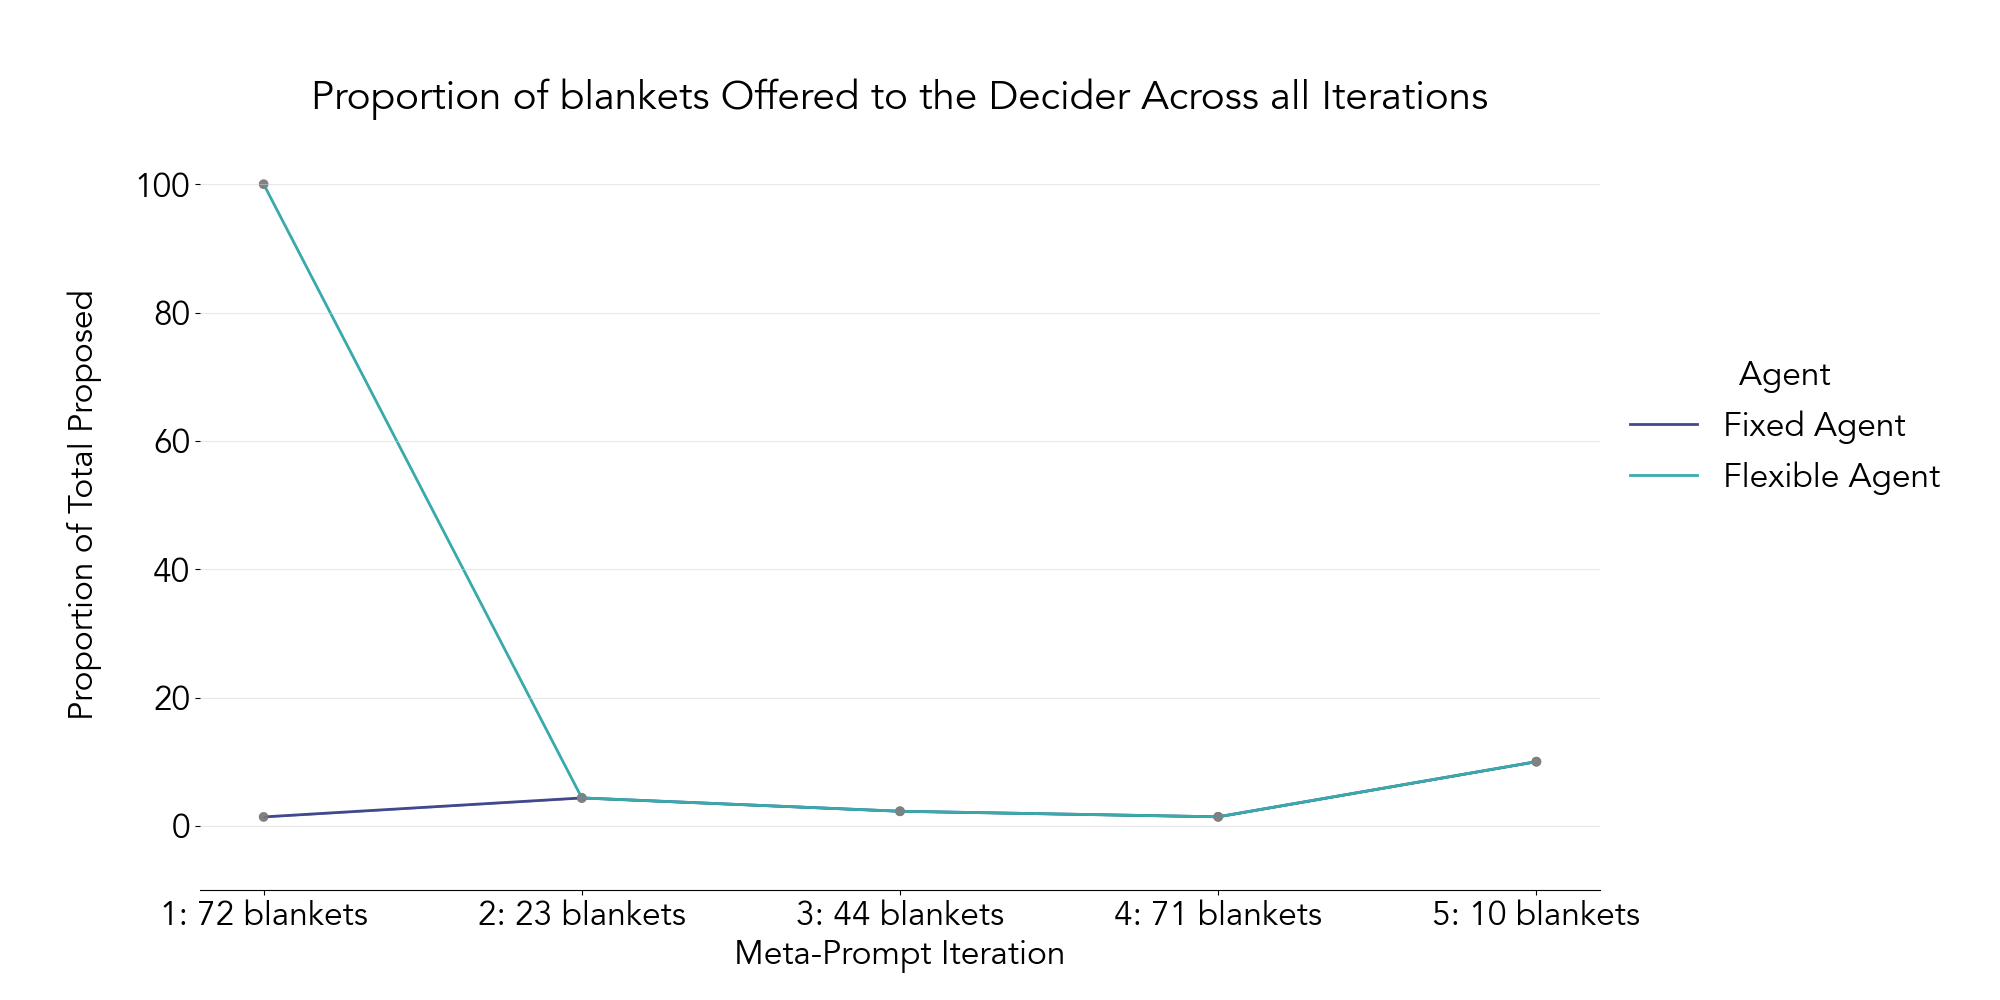 Proportion of blankets Offered to the Decider Across all Iterations
Proportion of Total Proposed
100
80
60
40
20
0
1: 72 blankets
2: 23 blankets
3: 44 blankets
4: 71 blankets
5: 10 blankets
Meta-Prompt Iteration
Agent
Fixed Agent
Flexible Agent